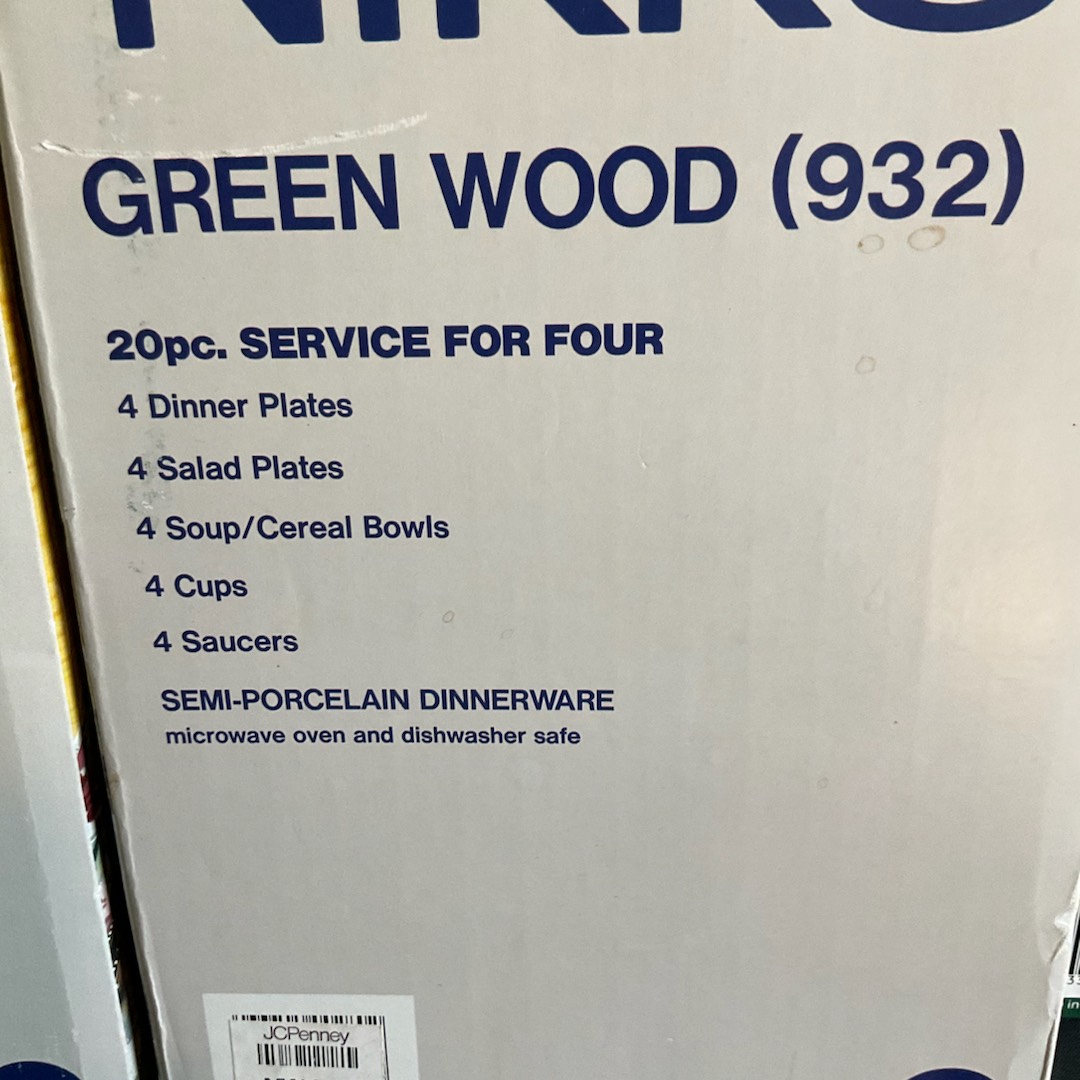 NIKKO
GREEN WOOD (932)
20pc. SERVICE FOR FOUR
4 Dinner Plates
4 Salad Plates
4 Soup/Cereal Bowls
4 Cups
4 Saucers
SEMI-PORCELAIN DINNERWARE
microwave oven and dishwasher safe
JCPenney